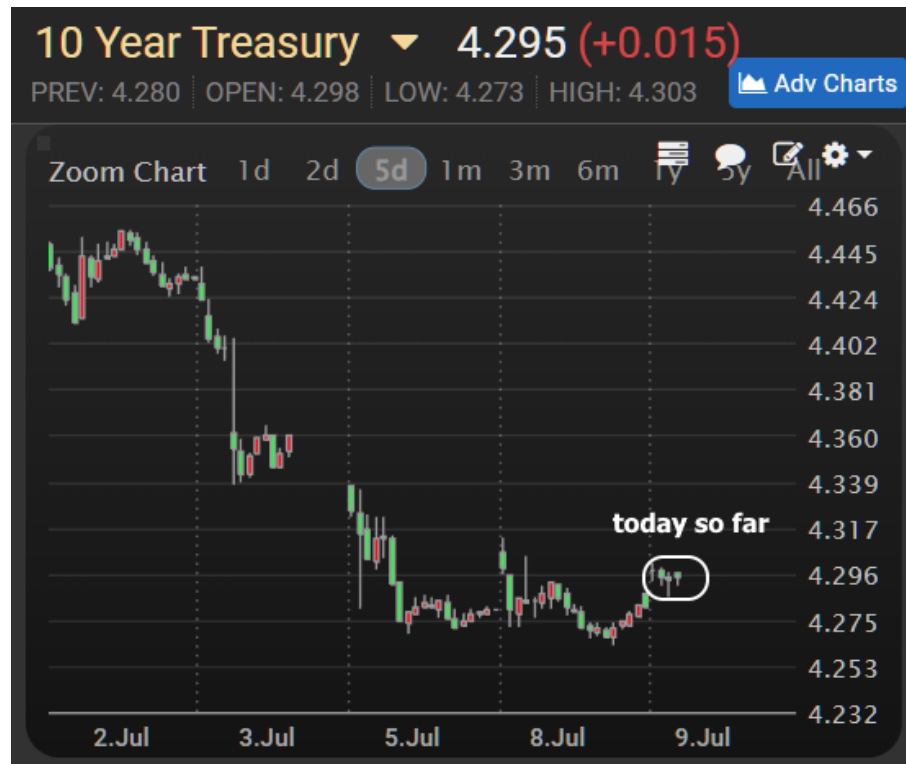 10 Year Treasury 4.295 (+0.015)
PREV: 4.280 OPEN: 4.298 LOW: 4.273 HIGH: 4.303 Adv Charts
Zoom Chart 1d 2d 5d 1m 3m 6m 1y 5y All
4.466
4.445
4.424
4.402
4.381
4.360
4.339
today so far
4.317
4.296
4.275
4.253
4.232
2.Jul 3.Jul 5.Jul 8.Jul 9.Jul